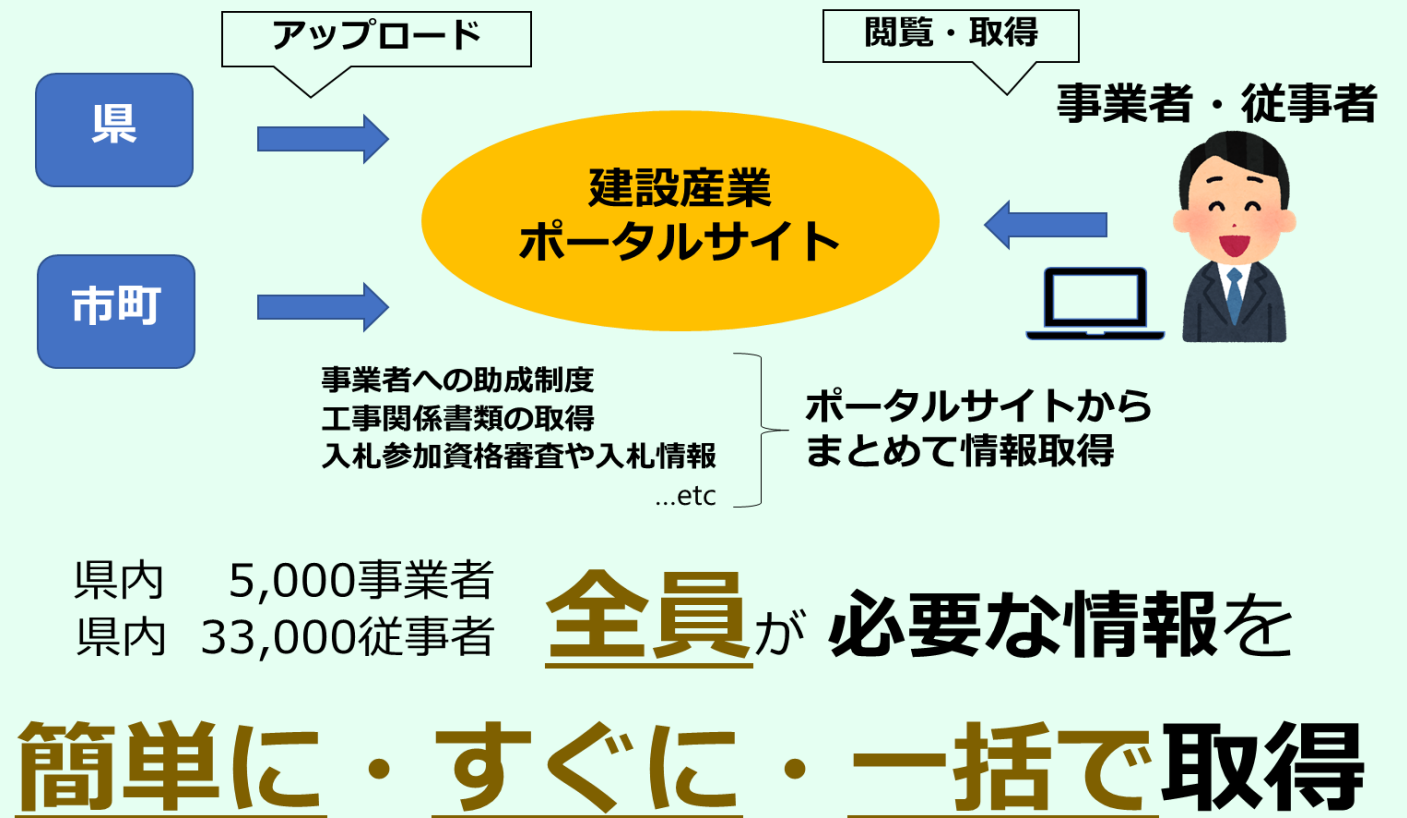 アップロード
閲覧・取得
県
事業者・従事者
建設産業
ポータルサイト
市町
事業者への助成制度
工事関係書類の取得
入札参加資格審査や入札情報
…etc
ポータルサイトから
まとめて情報取得
県内 5,000事業者
県内 33,000従事者
全員が 必要な情報を
簡単に・すぐに・一括で取得